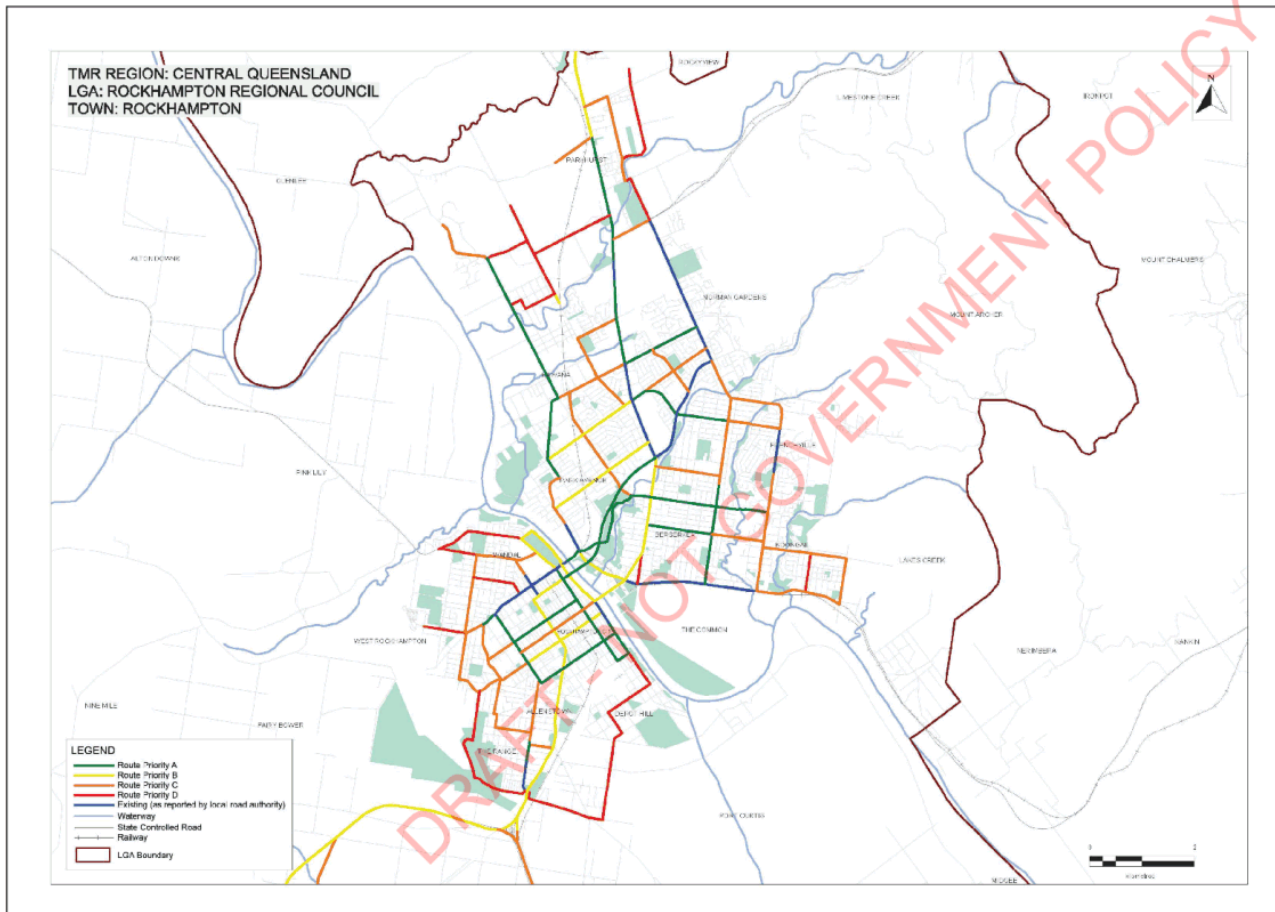 TMR REGION: CENTRAL QUEENSLAND
LGA: ROCKHAMPTON REGIONAL COUNCIL
TOWN: ROCKHAMPTON
ROCKYVIEW
N
LIMESTONE CREEK
IRONPOT
PARKHURST
GLENLEE
ALTON DOWNS
MOUNT CHALMERS
NORMAN GARDENS
MOUNT ARCHER
PINK LILY
PARK AVENUE
BERSERKER
KOONGAL
LAKES CREEK
WANDAL
WEST ROCKHAMPTON
ROCKHAMPTON CITY
THE COMMON
NERIMBERA
KANKIN
NINE MILE
FAIRY BOWER
ALLENSTOWN
DEPOT HILL
THE RANGE
PORT CURTIS
MIDGEE
LEGEND
Route Priority A
Route Priority B
Route Priority C
Route Priority D
Existing (as reported by local road authority)
Waterway
State Controlled Road
Railway
LGA Boundary
0 2
kilometres
DRAFT - NOT GOVERNMENT POLICY